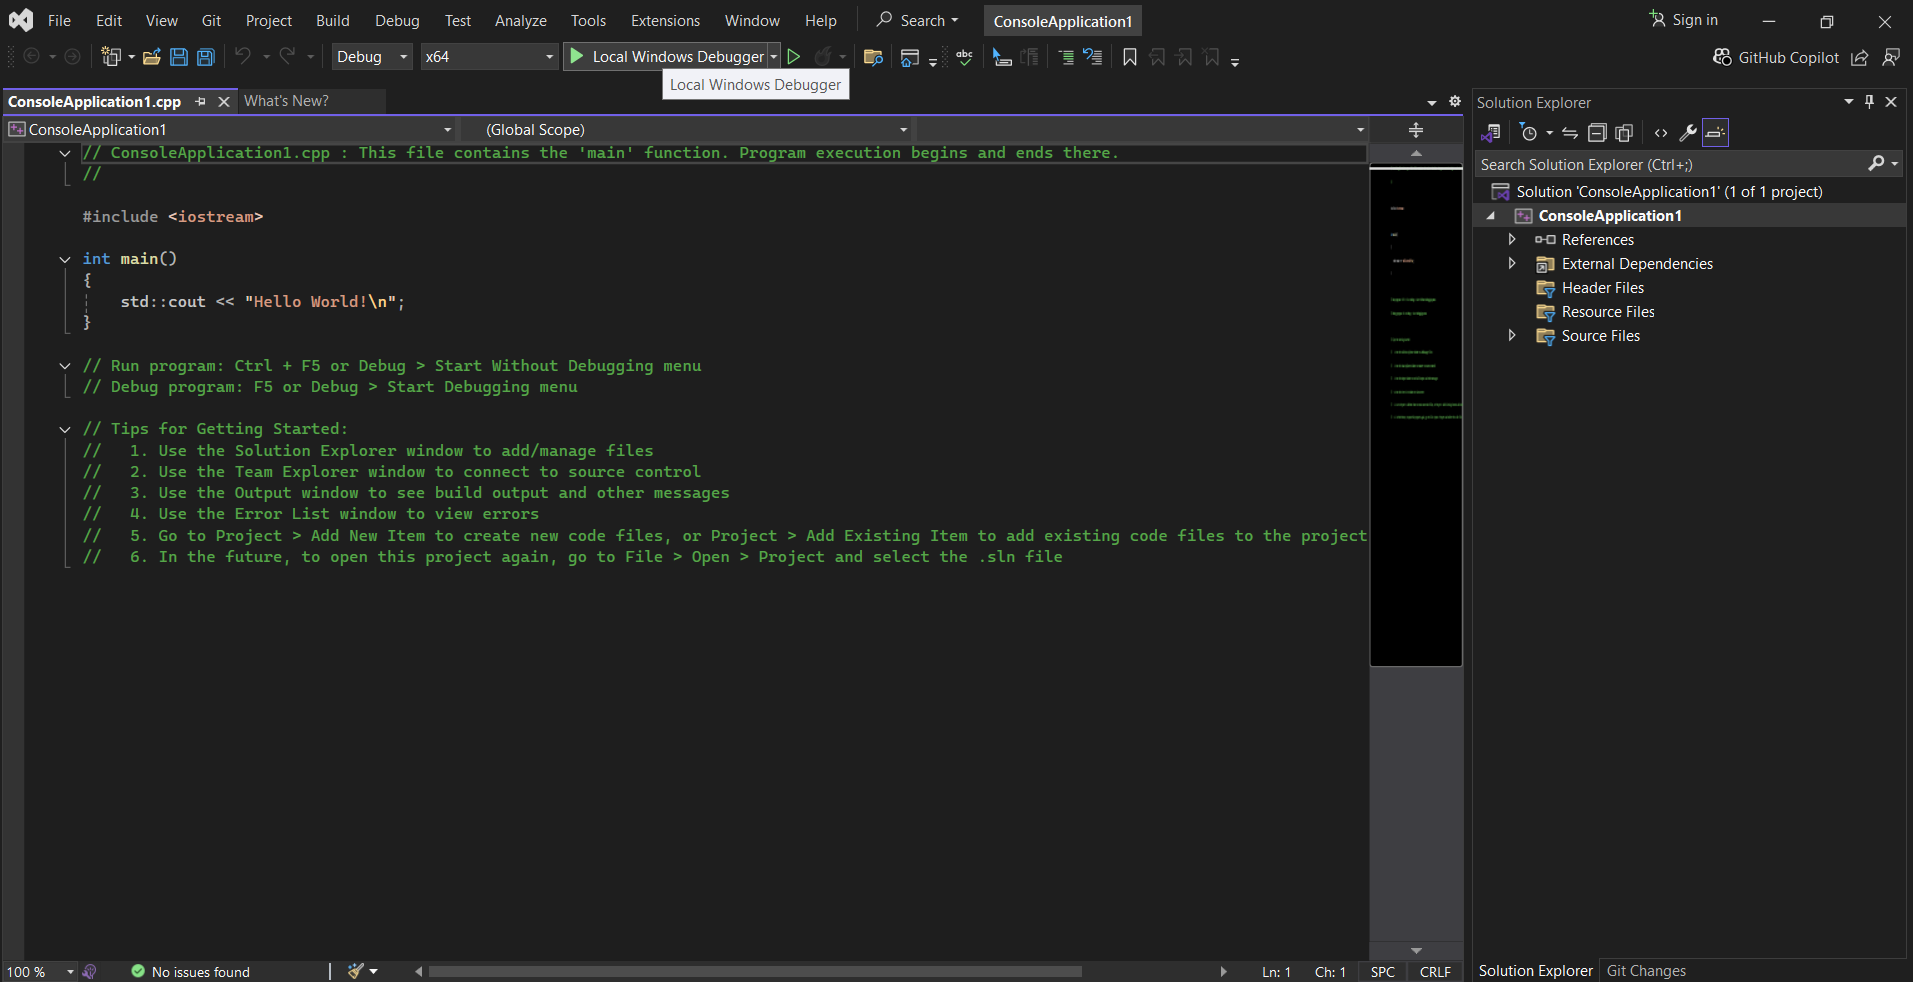 File Edit View Git Project Build Debug Test Analyze Tools Extensions Window Help Search ConsoleApplication1 Sign in
Debug x64 Local Windows Debugger abc GitHub Copilot
Local Windows Debugger
ConsoleApplication1.cpp What's New?
ConsoleApplication1 (Global Scope)
// ConsoleApplication1.cpp : This file contains the 'main' function. Program execution begins and ends there.
//
#include <iostream>
int main()
{
std::cout << "Hello World!\n";
}
// Run program: Ctrl + F5 or Debug > Start Without Debugging menu
// Debug program: F5 or Debug > Start Debugging menu
// Tips for Getting Started:
//   1. Use the Solution Explorer window to add/manage files
//   2. Use the Team Explorer window to connect to source control
//   3. Use the Output window to see build output and other messages
//   4. Use the Error List window to view errors
//   5. Go to Project > Add New Item to create new code files, or Project > Add Existing Item to add existing code files to the project
//   6. In the future, to open this project again, go to File > Open > Project and select the .sln file
100 % No issues found Ln: 1 Ch: 1 SPC CRLF
Solution Explorer
Search Solution Explorer (Ctrl+;)
Solution 'ConsoleApplication1' (1 of 1 project)
ConsoleApplication1
References
External Dependencies
Header Files
Resource Files
Source Files
Solution Explorer Git Changes